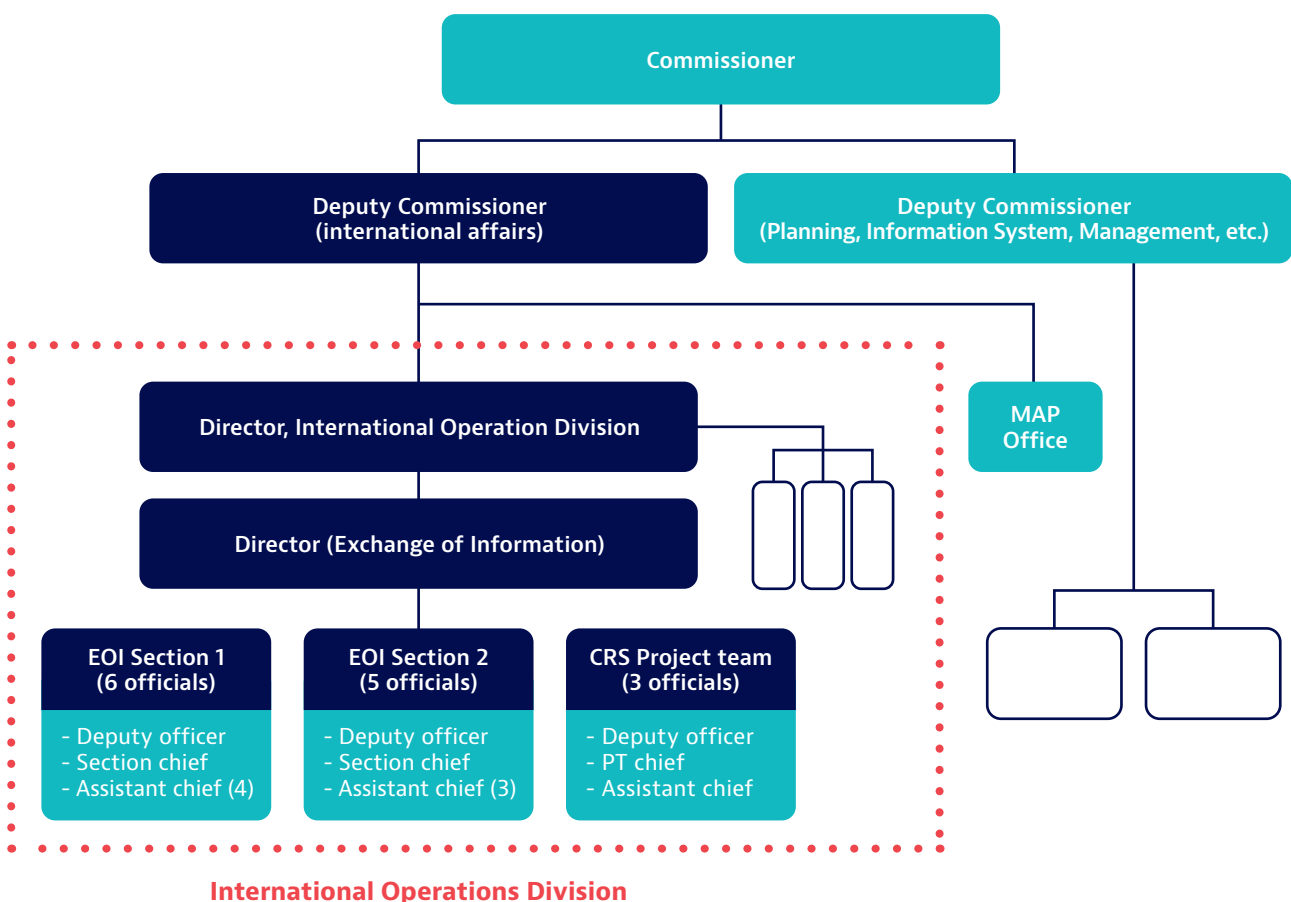 Commissioner
Deputy Commissioner
(international affairs)
Deputy Commissioner
(Planning, Information System, Management, etc.)
Director, International Operation Division
MAP
Office
Director (Exchange of Information)
EOI Section 1
(6 officials)
- Deputy officer
- Section chief
- Assistant chief (4)
EOI Section 2
(5 officials)
- Deputy officer
- Section chief
- Assistant chief (3)
CRS Project team
(3 officials)
- Deputy officer
- PT chief
- Assistant chief
International Operations Division